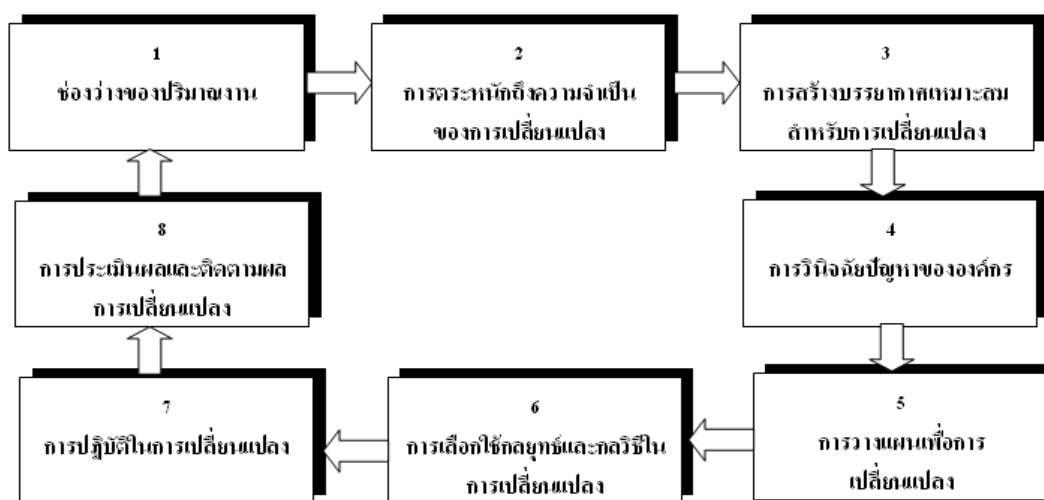 1
ช่องว่างของปริมาณงาน
2
การตระหนักถึงความจำเป็น
ของการเปลี่ยนแปลง
3
การสร้างบรรยากาศเหมาะสม
สำหรับการเปลี่ยนแปลง
4
การวินิจฉัยปัญหาขององค์กร
5
การวางแผนเพื่อการ
เปลี่ยนแปลง
6
การเลือกใช้กลยุทธ์และกลวิธีใน
การเปลี่ยนแปลง
7
การปฏิบัติในการเปลี่ยนแปลง
8
การประเมินผลและติดตามผล
การเปลี่ยนแปลง